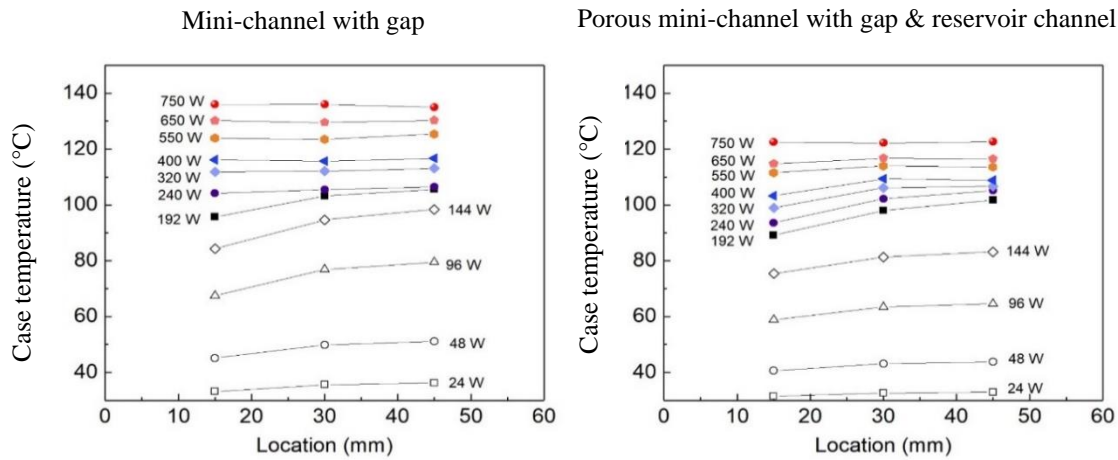 Mini-channel with gap
Case temperature (°C)
140
120
100
80
60
40
750 W
650 W
550 W
400 W
320 W
240 W
192 W
144 W
96 W
48 W
24 W
0 10 20 30 40 50 60
Location (mm)
Porous mini-channel with gap & reservoir channel
Case temperature (°C)
140
120
100
80
60
40
750 W
650 W
550 W
400 W
320 W
240 W
192 W
144 W
96 W
48 W
24 W
0 10 20 30 40 50 60
Location (mm)